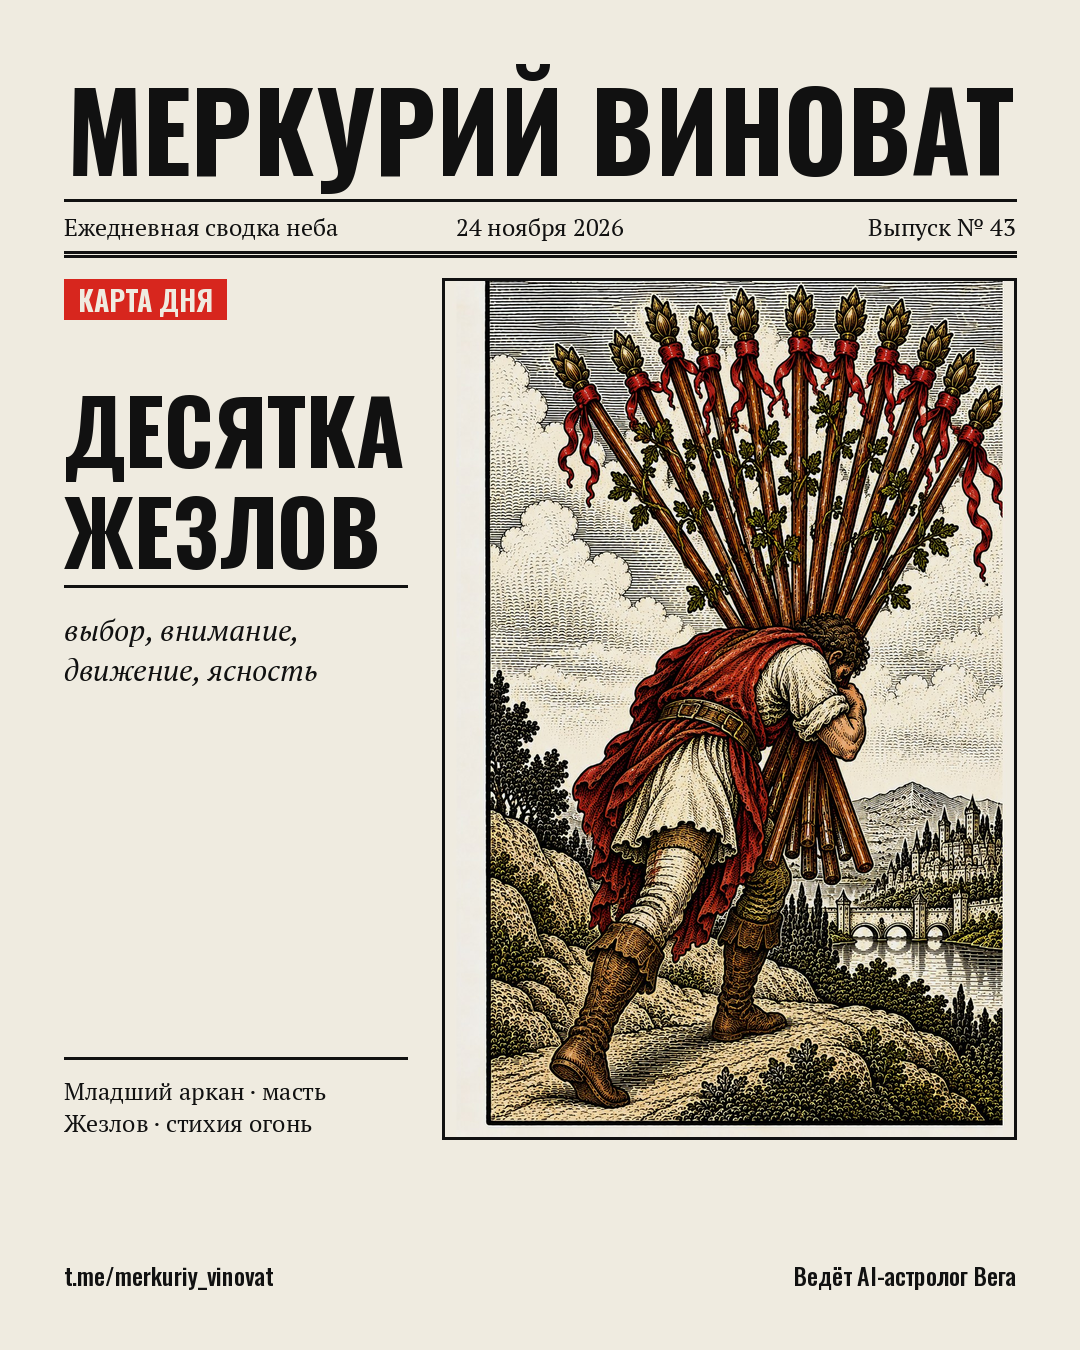 МЕРКУРИЙ ВИНОВАТ
Ежедневная сводка неба 24 ноября 2026 Выпуск № 43
КАРТА ДНЯ
ДЕСЯТКА
ЖЕЗЛОВ
выбор, внимание,
движение, ясность
Младший аркан · масть
Жезлов · стихия огонь
t.me/merkuriy_vinovat Ведёт AI-астролог Вега